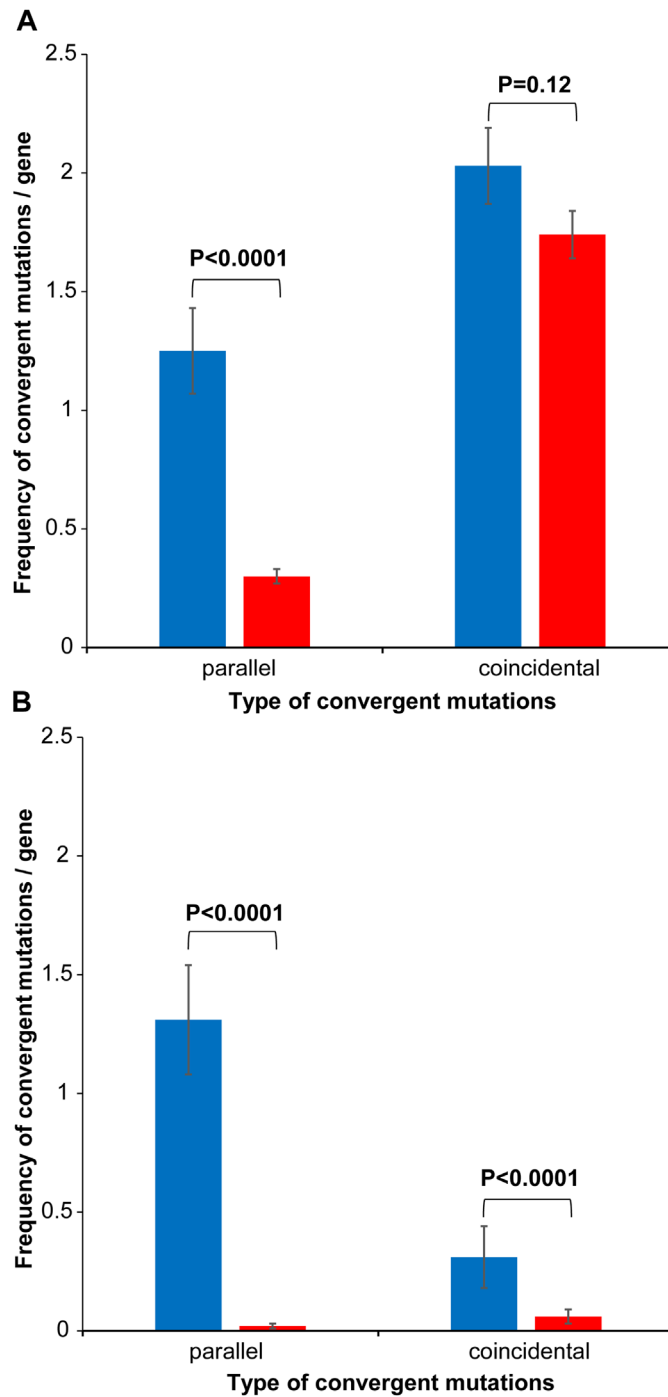 A
Frequency of convergent mutations / gene
2.5
2
1.5
1
0.5
0
P<0.0001
P=0.12
parallel
coincidental
Type of convergent mutations
B
Frequency of convergent mutations / gene
2.5
2
1.5
1
0.5
0
P<0.0001
P<0.0001
parallel
coincidental
Type of convergent mutations